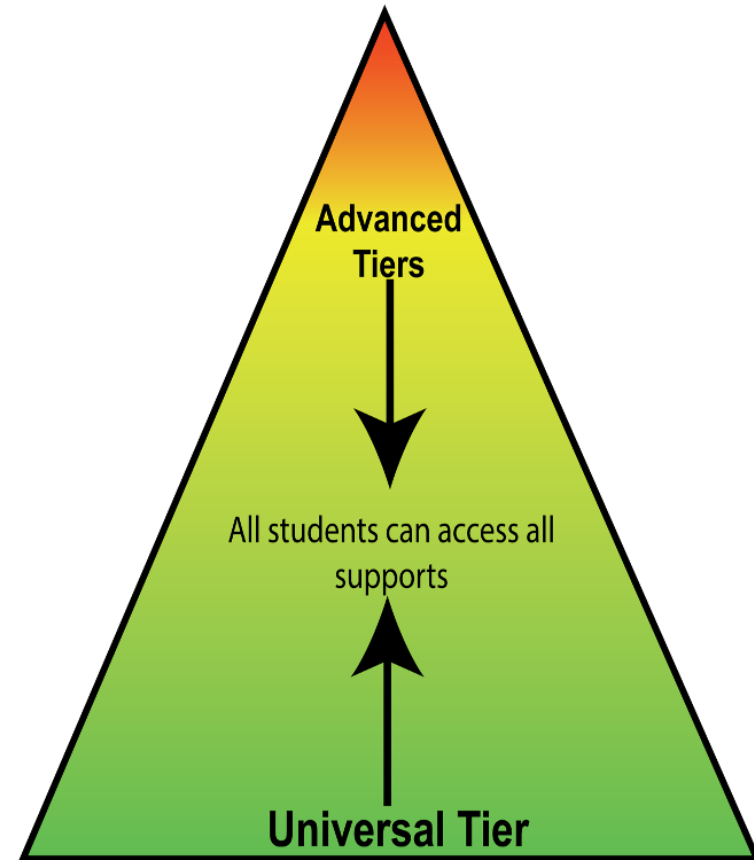 Advanced
Tiers
All students can access all
supports
Universal Tier